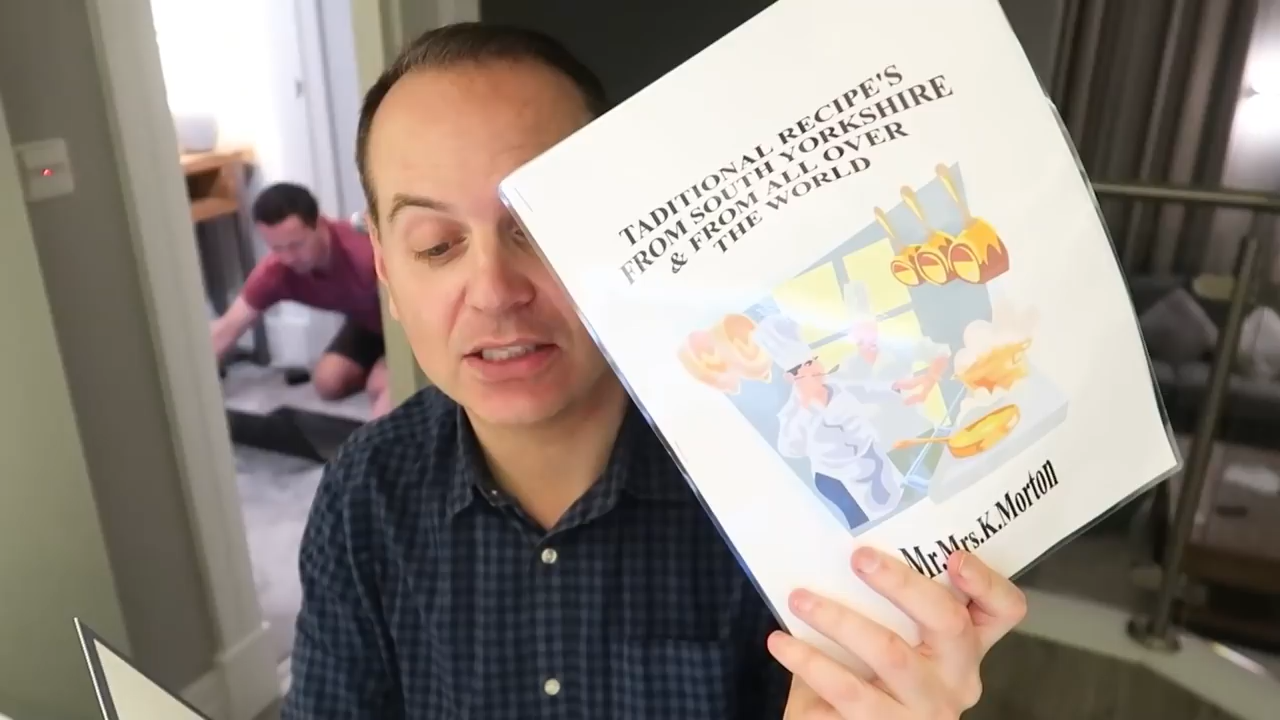 TADITIONAL RECIPE'S
FROM SOUTH YORKSHIRE
& FROM ALL OVER
THE WORLD
Mr.Mrs.K.Morton